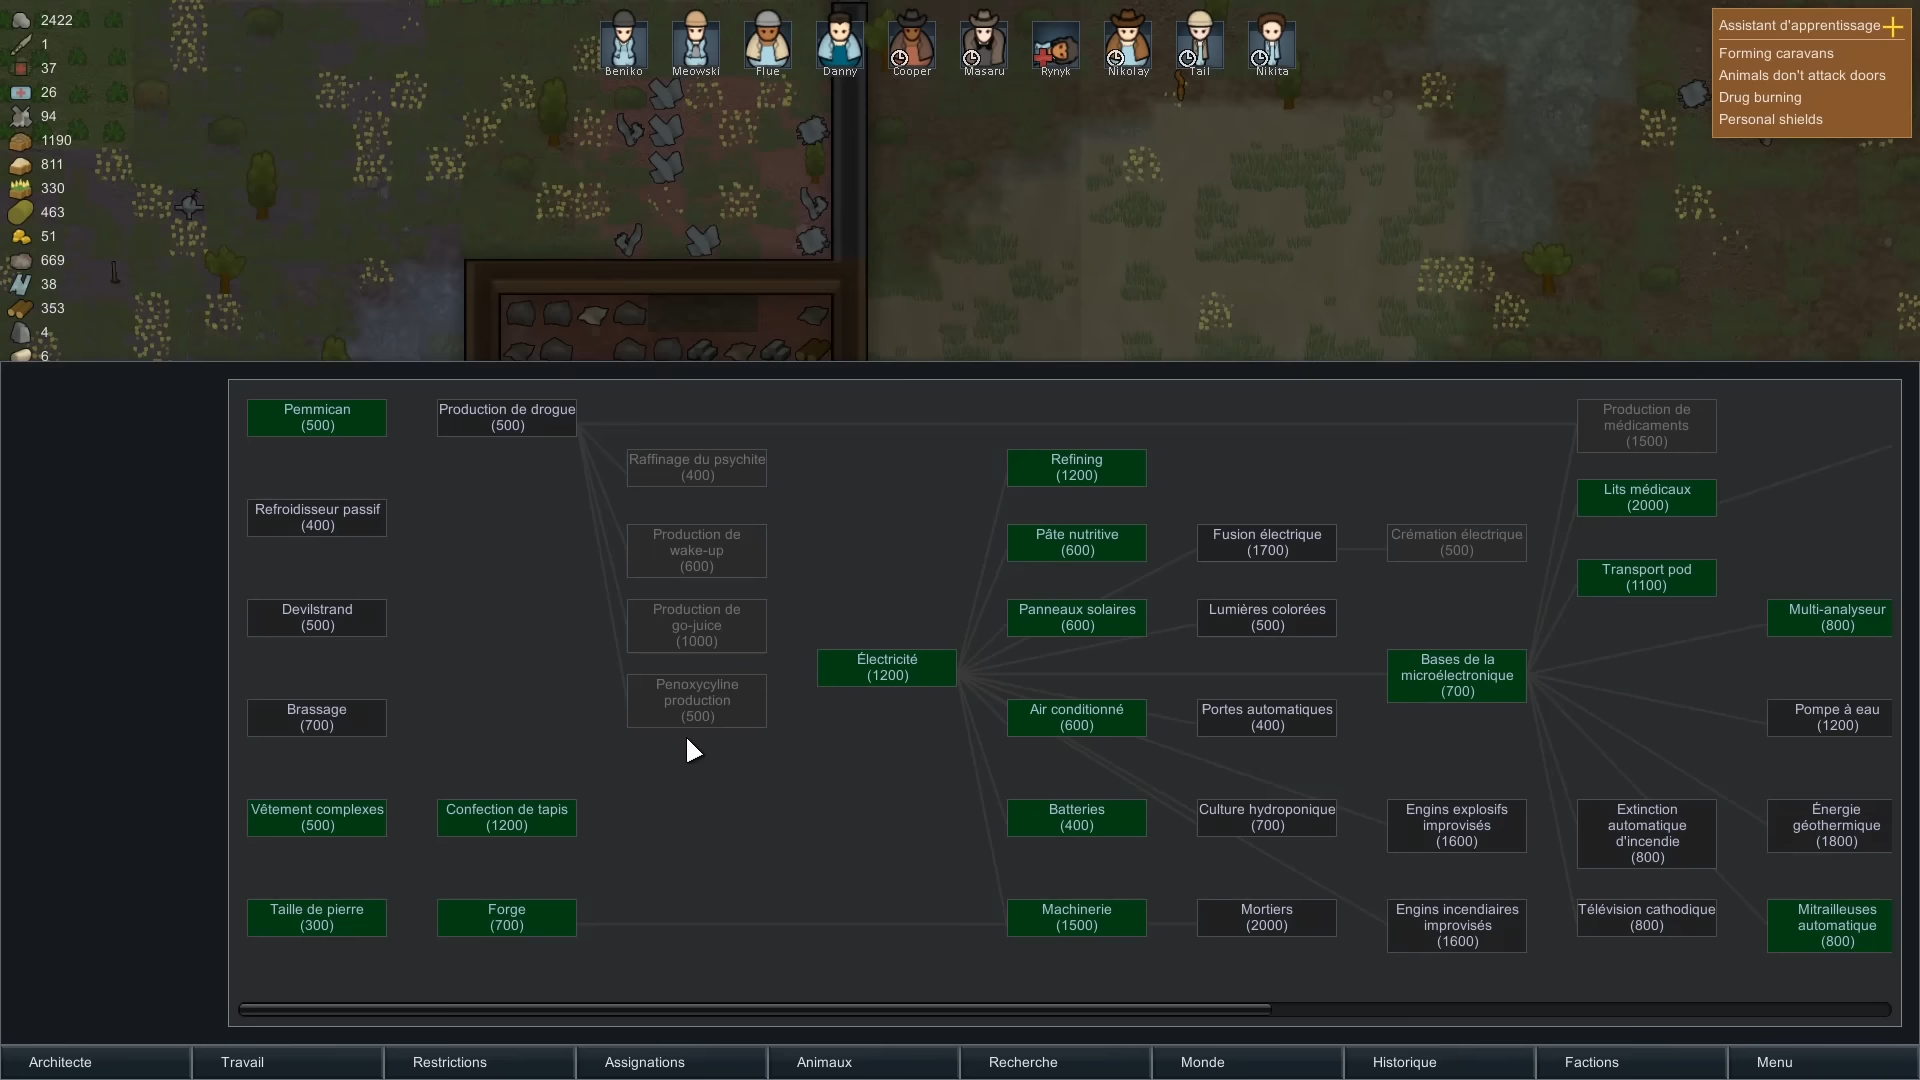 2422
1
37
26
94
1190
811
330
463
51
669
38
353
4
6
Beniko
Meowski
Flue
Danny
Cooper
Masaru
Rynyk
Nikolay
Tail
Nikita
Assistant d'apprentissage
Forming caravans
Animals don't attack doors
Drug burning
Personal shields
Pemmican
(500)
Production de drogue
(500)
Production de
médicaments
(1500)
Raffinage du psychite
(400)
Refining
(1200)
Lits médicaux
(2000)
Refroidisseur passif
(400)
Production de
wake-up
(600)
Pâte nutritive
(600)
Fusion électrique
(1700)
Crémation électrique
(500)
Transport pod
(1100)
Devilstrand
(500)
Production de
go-juice
(1000)
Panneaux solaires
(600)
Lumières colorées
(500)
Multi-analyseur
(800)
Électricité
(1200)
Bases de la
microélectronique
(700)
Brassage
(700)
Penoxycyline
production
(500)
Air conditionné
(600)
Portes automatiques
(400)
Pompe à eau
(1200)
Vêtement complexes
(500)
Confection de tapis
(1200)
Batteries
(400)
Culture hydroponique
(700)
Engins explosifs
improvisés
(1600)
Extinction
automatique
d'incendie
(800)
Énergie
géothermique
(1800)
Taille de pierre
(300)
Forge
(700)
Machinerie
(1500)
Mortiers
(2000)
Engins incendiaires
improvisés
(1600)
Télévision cathodique
(800)
Mitrailleuses
automatique
(800)
Architecte
Travail
Restrictions
Assignations
Animaux
Recherche
Monde
Historique
Factions
Menu